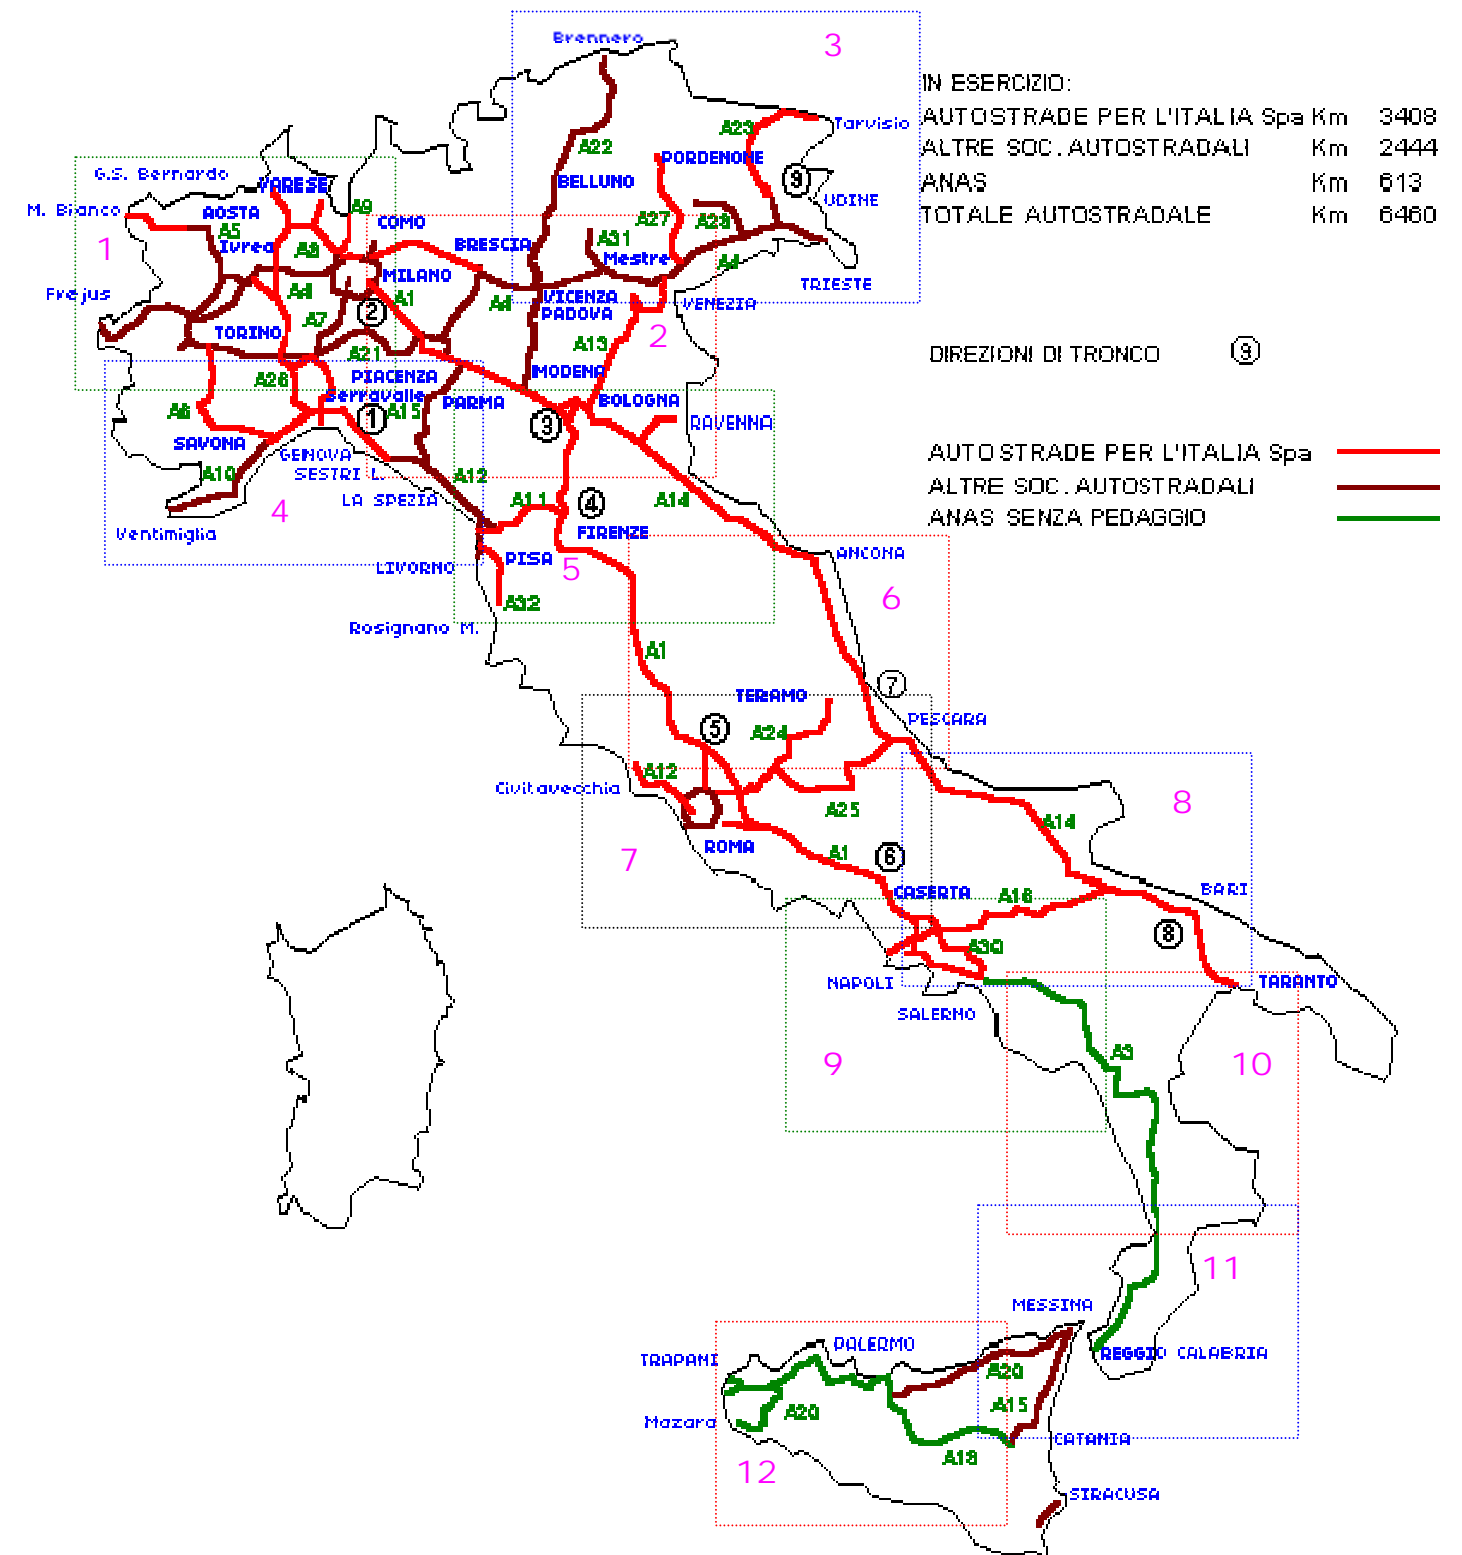 Brennero
3
IN ESERCIZIO:
AUTOSTRADE PER L'ITALIA Spa Km 3408
ALTRE SOC. AUTOSTRADALI Km 2444
ANAS Km 613
TOTALE AUTOSTRADALE Km 6460
A23
Tarvisio
A22
PORDENONE
G.S. Bernardo
BELLUNO
9
VARESE
UDINE
M. Bianco
AOSTA
A9
COMO
A27
A28
A5
1
Ivrea
A8
BRESCIA
A31
Mestre
A4
MILANO
TRIESTE
Frejus
A4
A1
A4
VICENZA
VENEZIA
PADOVA
A7
2
TORINO
2
A13
DIREZIONI DI TRONCO 9
A21
A26
PIACENZA
MODENA
Serravalle
PARMA
BOLOGNA
A6
1
A15
3
RAVENNA
SAVONA
GENOVA
AUTOSTRADE PER L'ITALIA Spa
A10
SESTRI L.
A12
ALTRE SOC. AUTOSTRADALI
LA SPEZIA
A11
4
A14
4
ANAS SENZA PEDAGGIO
Ventimiglia
FIRENZE
PISA
ANCONA
LIVORNO
5
A32
6
Rosignano M.
A1
7
TERAMO
PESCARA
5
A24
A12
Civitavecchia
8
A25
A14
ROMA
A1
6
7
CASERTA
A16
BARI
8
A30
NAPOLI
TARANTO
SALERNO
A3
9
10
11
MESSINA
PALERMO
REGGIO CALABRIA
TRAPANI
A20
A15
A20
Mazara
CATANIA
A18
12
SIRACUSA